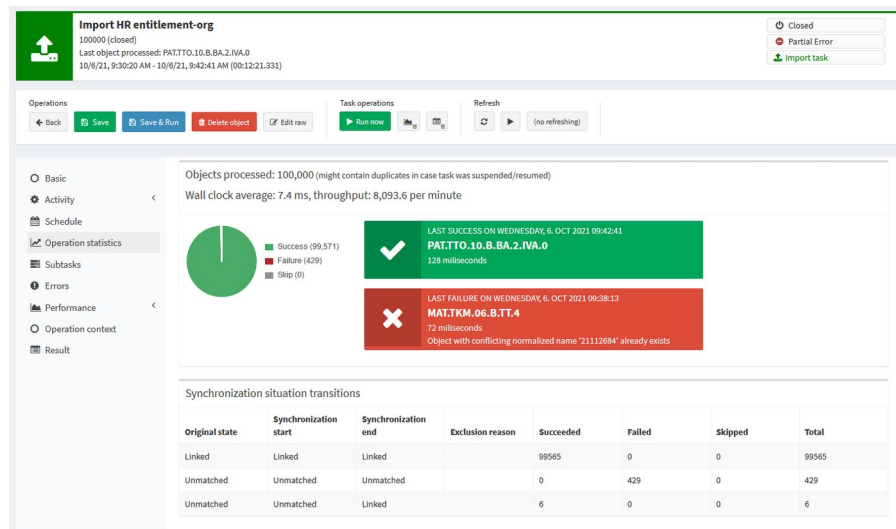 Import HR entitlement-org
100000 (closed)
Last object processed: PAT.TTO.10.B.BA.2.IVA.0
10/6/21, 9:30:20 AM - 10/6/21, 9:42:41 AM (00:12:21.331)
Closed
Partial Error
Import task
Operations
Back
Save
Save & Run
Delete object
Edit raw
Task operations
Run now
Refresh
(no refreshing)
Basic
Activity
Schedule
Operation statistics
Subtasks
Errors
Performance
Operation context
Result
Objects processed: 100,000 (might contain duplicates in case task was suspended/resumed)
Wall clock average: 7.4 ms, throughput: 8,093.6 per minute
Success (99,571)
Failure (429)
Skip (0)
LAST SUCCESS ON WEDNESDAY, 6. OCT 2021 09:42:41
PAT.TTO.10.B.BA.2.IVA.0
128 miliseconds
LAST FAILURE ON WEDNESDAY, 6. OCT 2021 09:38:13
MAT.TKM.06.B.TT.4
72 miliseconds
Object with conflicting normalized name '21112684' already exists
Synchronization situation transitions
Original state Synchronization start Synchronization end Exclusion reason Succeeded Failed Skipped Total
Linked Linked Linked 99565 0 0 99565
Unmatched Unmatched Unmatched 0 429 0 429
Unmatched Unmatched Linked 6 0 0 6